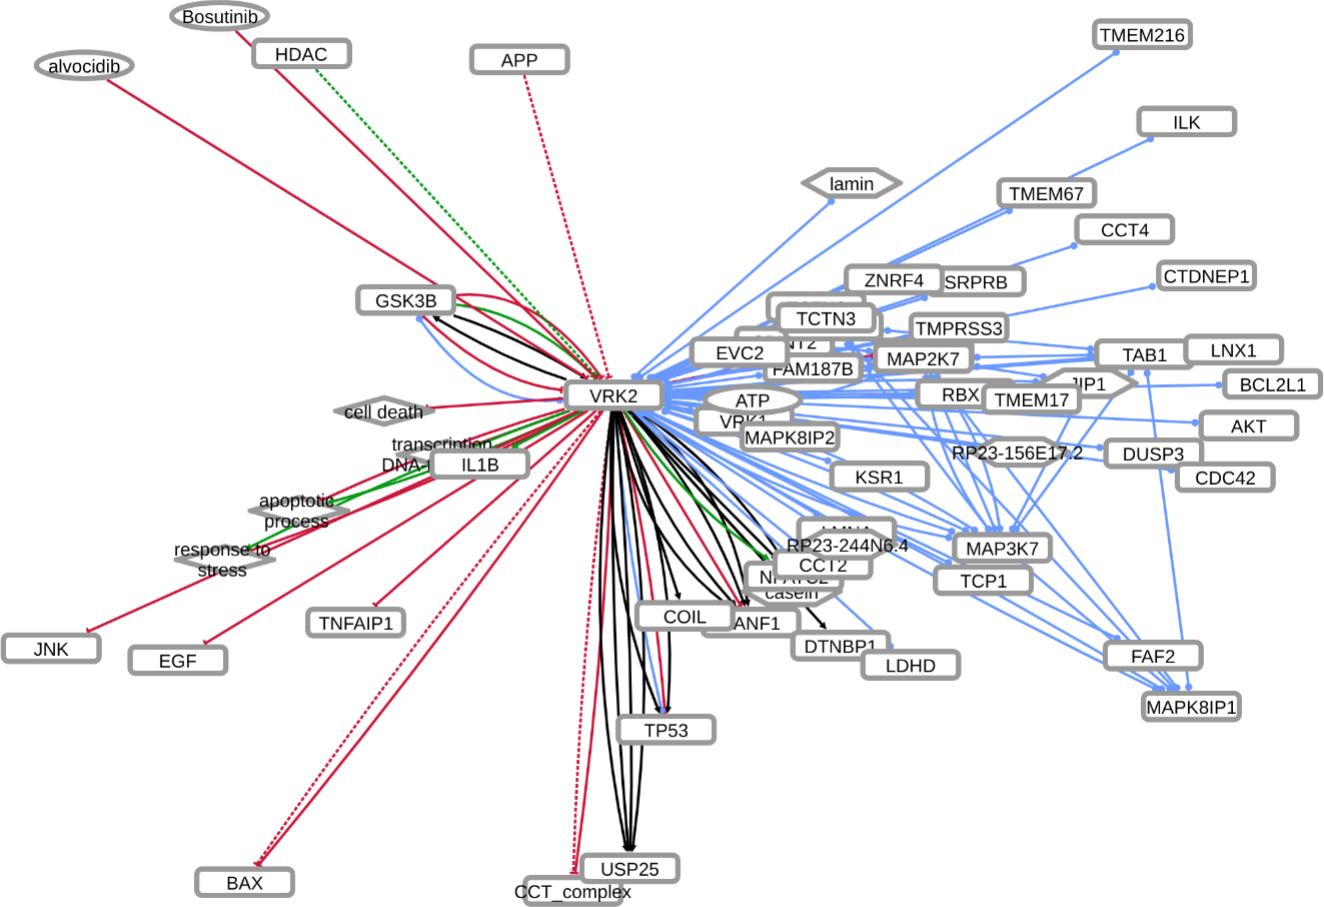 Bosutinib
TMEM216
HDAC
APP
alvocidib
ILK
lamin
TMEM67
CCT4
CTDNEP1
ZNRF4
SRPRB
GSK3B
TCTN3
TMPRSS3
EVC2
NT2
MAP2K7
TAB1
LNX1
FAM187B
JIP1
BCL2L1
VRK2
ATP
RBX
TMEM17
cell death
VRK1
AKT
MAPK8IP2
transcription
DNA-
IL1B
RP23-156E17.2
DUSP3
KSR1
CDC42
apoptotic
process
RP23-244N6.4
MAP3K7
response to
stress
CCT2
NFATC2
TCP1
casein
COIL
ANF1
TNFAIP1
JNK
EGF
DTNBP1
LDHD
FAF2
MAPK8IP1
TP53
USP25
BAX
CCT_complex